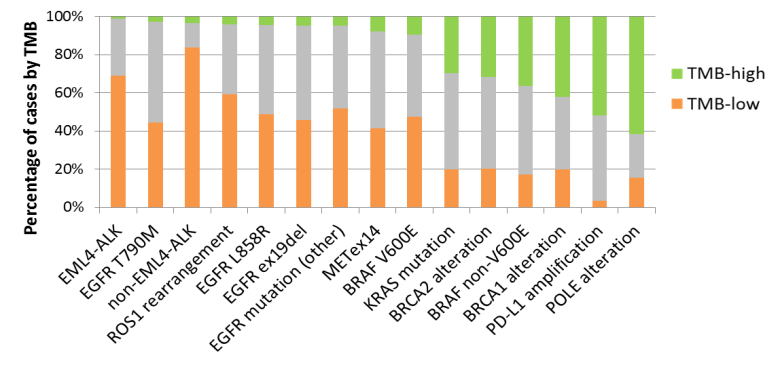 Percentage of cases by TMB
100%
80%
60%
40%
20%
0%
EML4-ALK
EGFR T790M
non-EML4-ALK
ROS1 rearrangement
EGFR L858R
EGFR ex19del
EGFR mutation (other)
METex14
BRAF V600E
KRAS mutation
BRCA2 alteration
BRAF non-V600E
BRCA1 alteration
PD-L1 amplification
POLE alteration
TMB-high
TMB-low